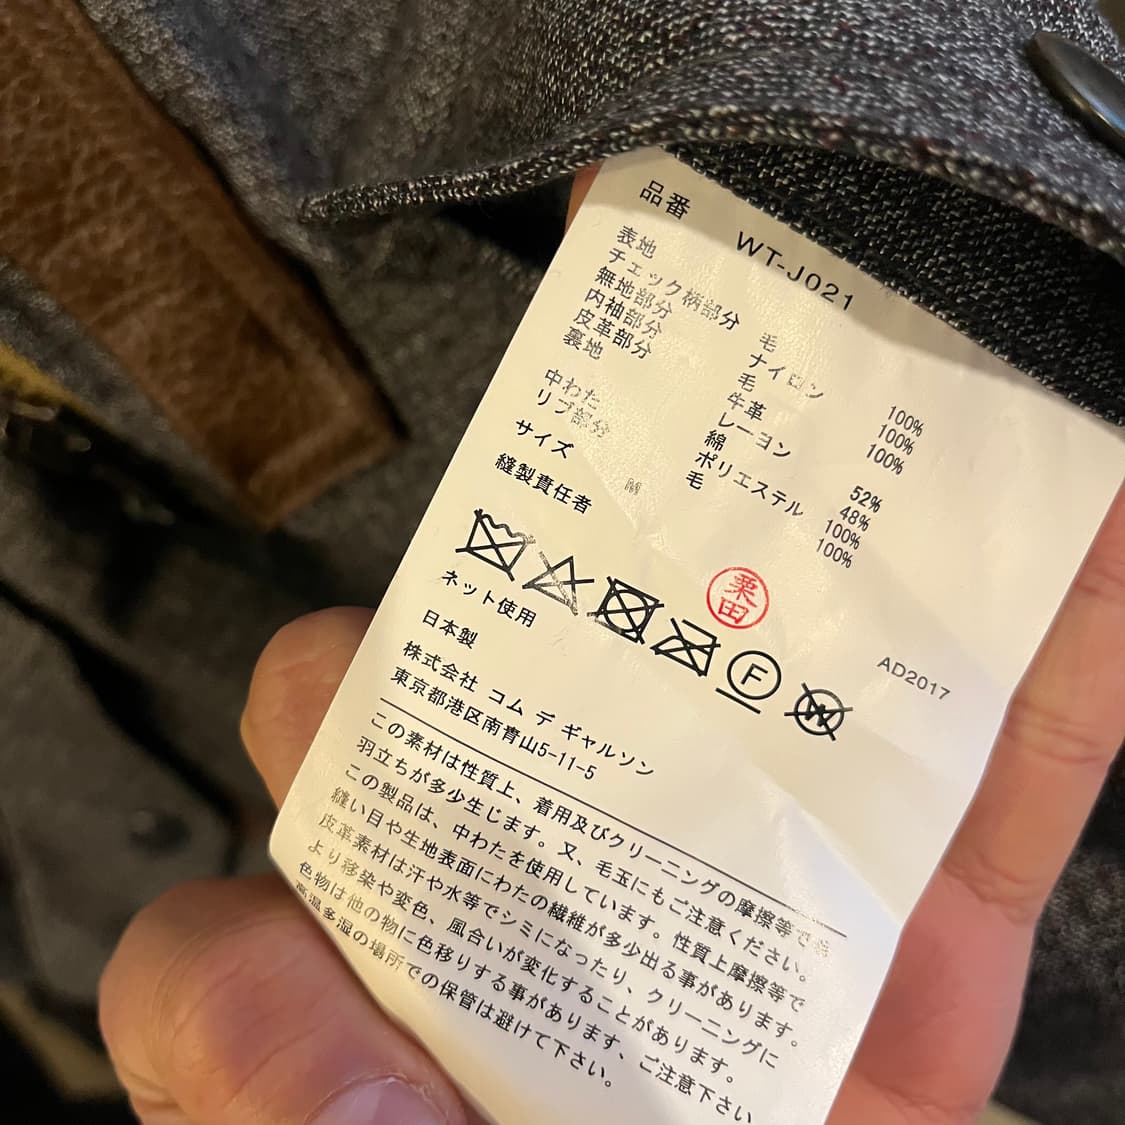 品番 WT-J021
表地
チェック柄部分 毛 100%
無地部分 ナイロン 100%
内袖部分 毛 100%
皮革部分 牛革
裏地 レーヨン 52%
綿 48%
中わた ポリエステル 100%
リブ部分 毛 100%
サイズ M
縫製責任者
栗田
F
W
ネット使用
AD2017
日本製
株式会社 コム デ ギャルソン
東京都港区南青山5-11-5
この素材は性質上、着用及びクリーニングの摩擦等で
羽立ちが多少生じます。又、毛玉にもご注意ください。
この製品は、中わたを使用しています。性質上摩擦等で
縫い目や生地表面にわたの繊維が多少出る事があります。
皮革素材は汗や水等でシミになったり、クリーニングに
より移染や変色、風合いが変化することがあります。
色物は他の物に色移りする事があります、ご注意下さい
高温多湿の場所での保管は避けて下さい。